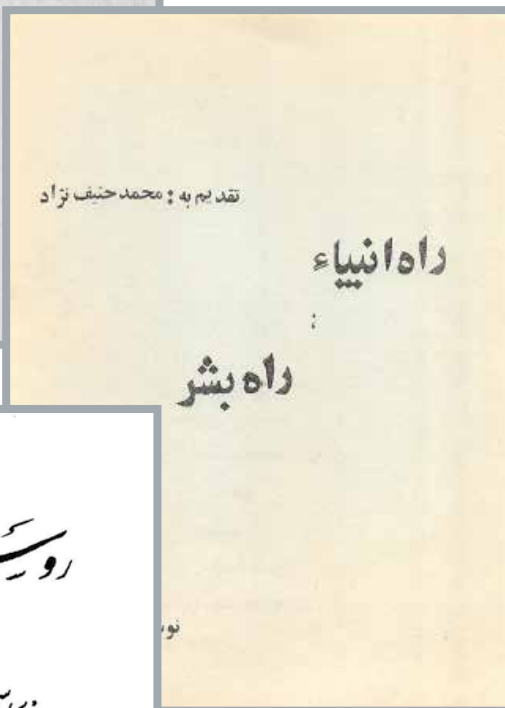 تقدیم به : محمد حنیف نژاد
راه انبیاء
؛
راه بشر